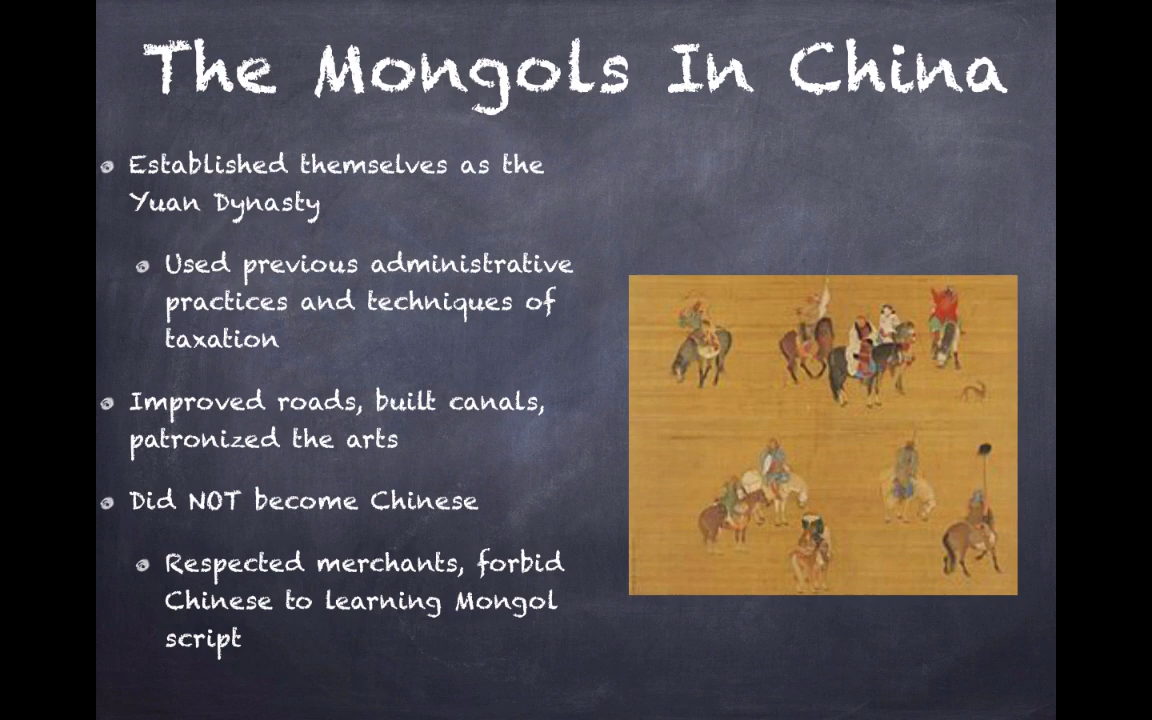 The Mongols In China
Established themselves as the
Yuan Dynasty
Used previous administrative
practices and techniques of
taxation
Improved roads, built canals,
patronized the arts
Did NOT become Chinese
Respected merchants, forbid
Chinese to learning Mongol
script